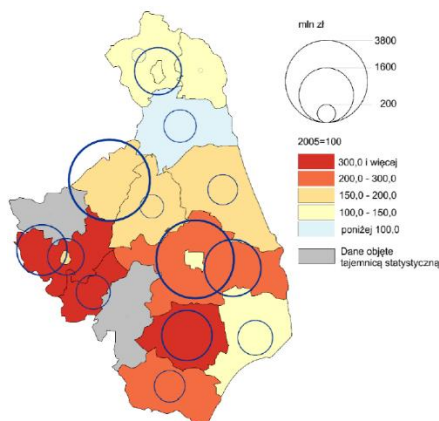 mln zł
3800
1600
200
2005=100
300,0 i więcej
200,0 - 300,0
150,0 - 200,0
100,0 - 150,0
poniżej 100,0
Dane objęte
tajemnicą statystyczną